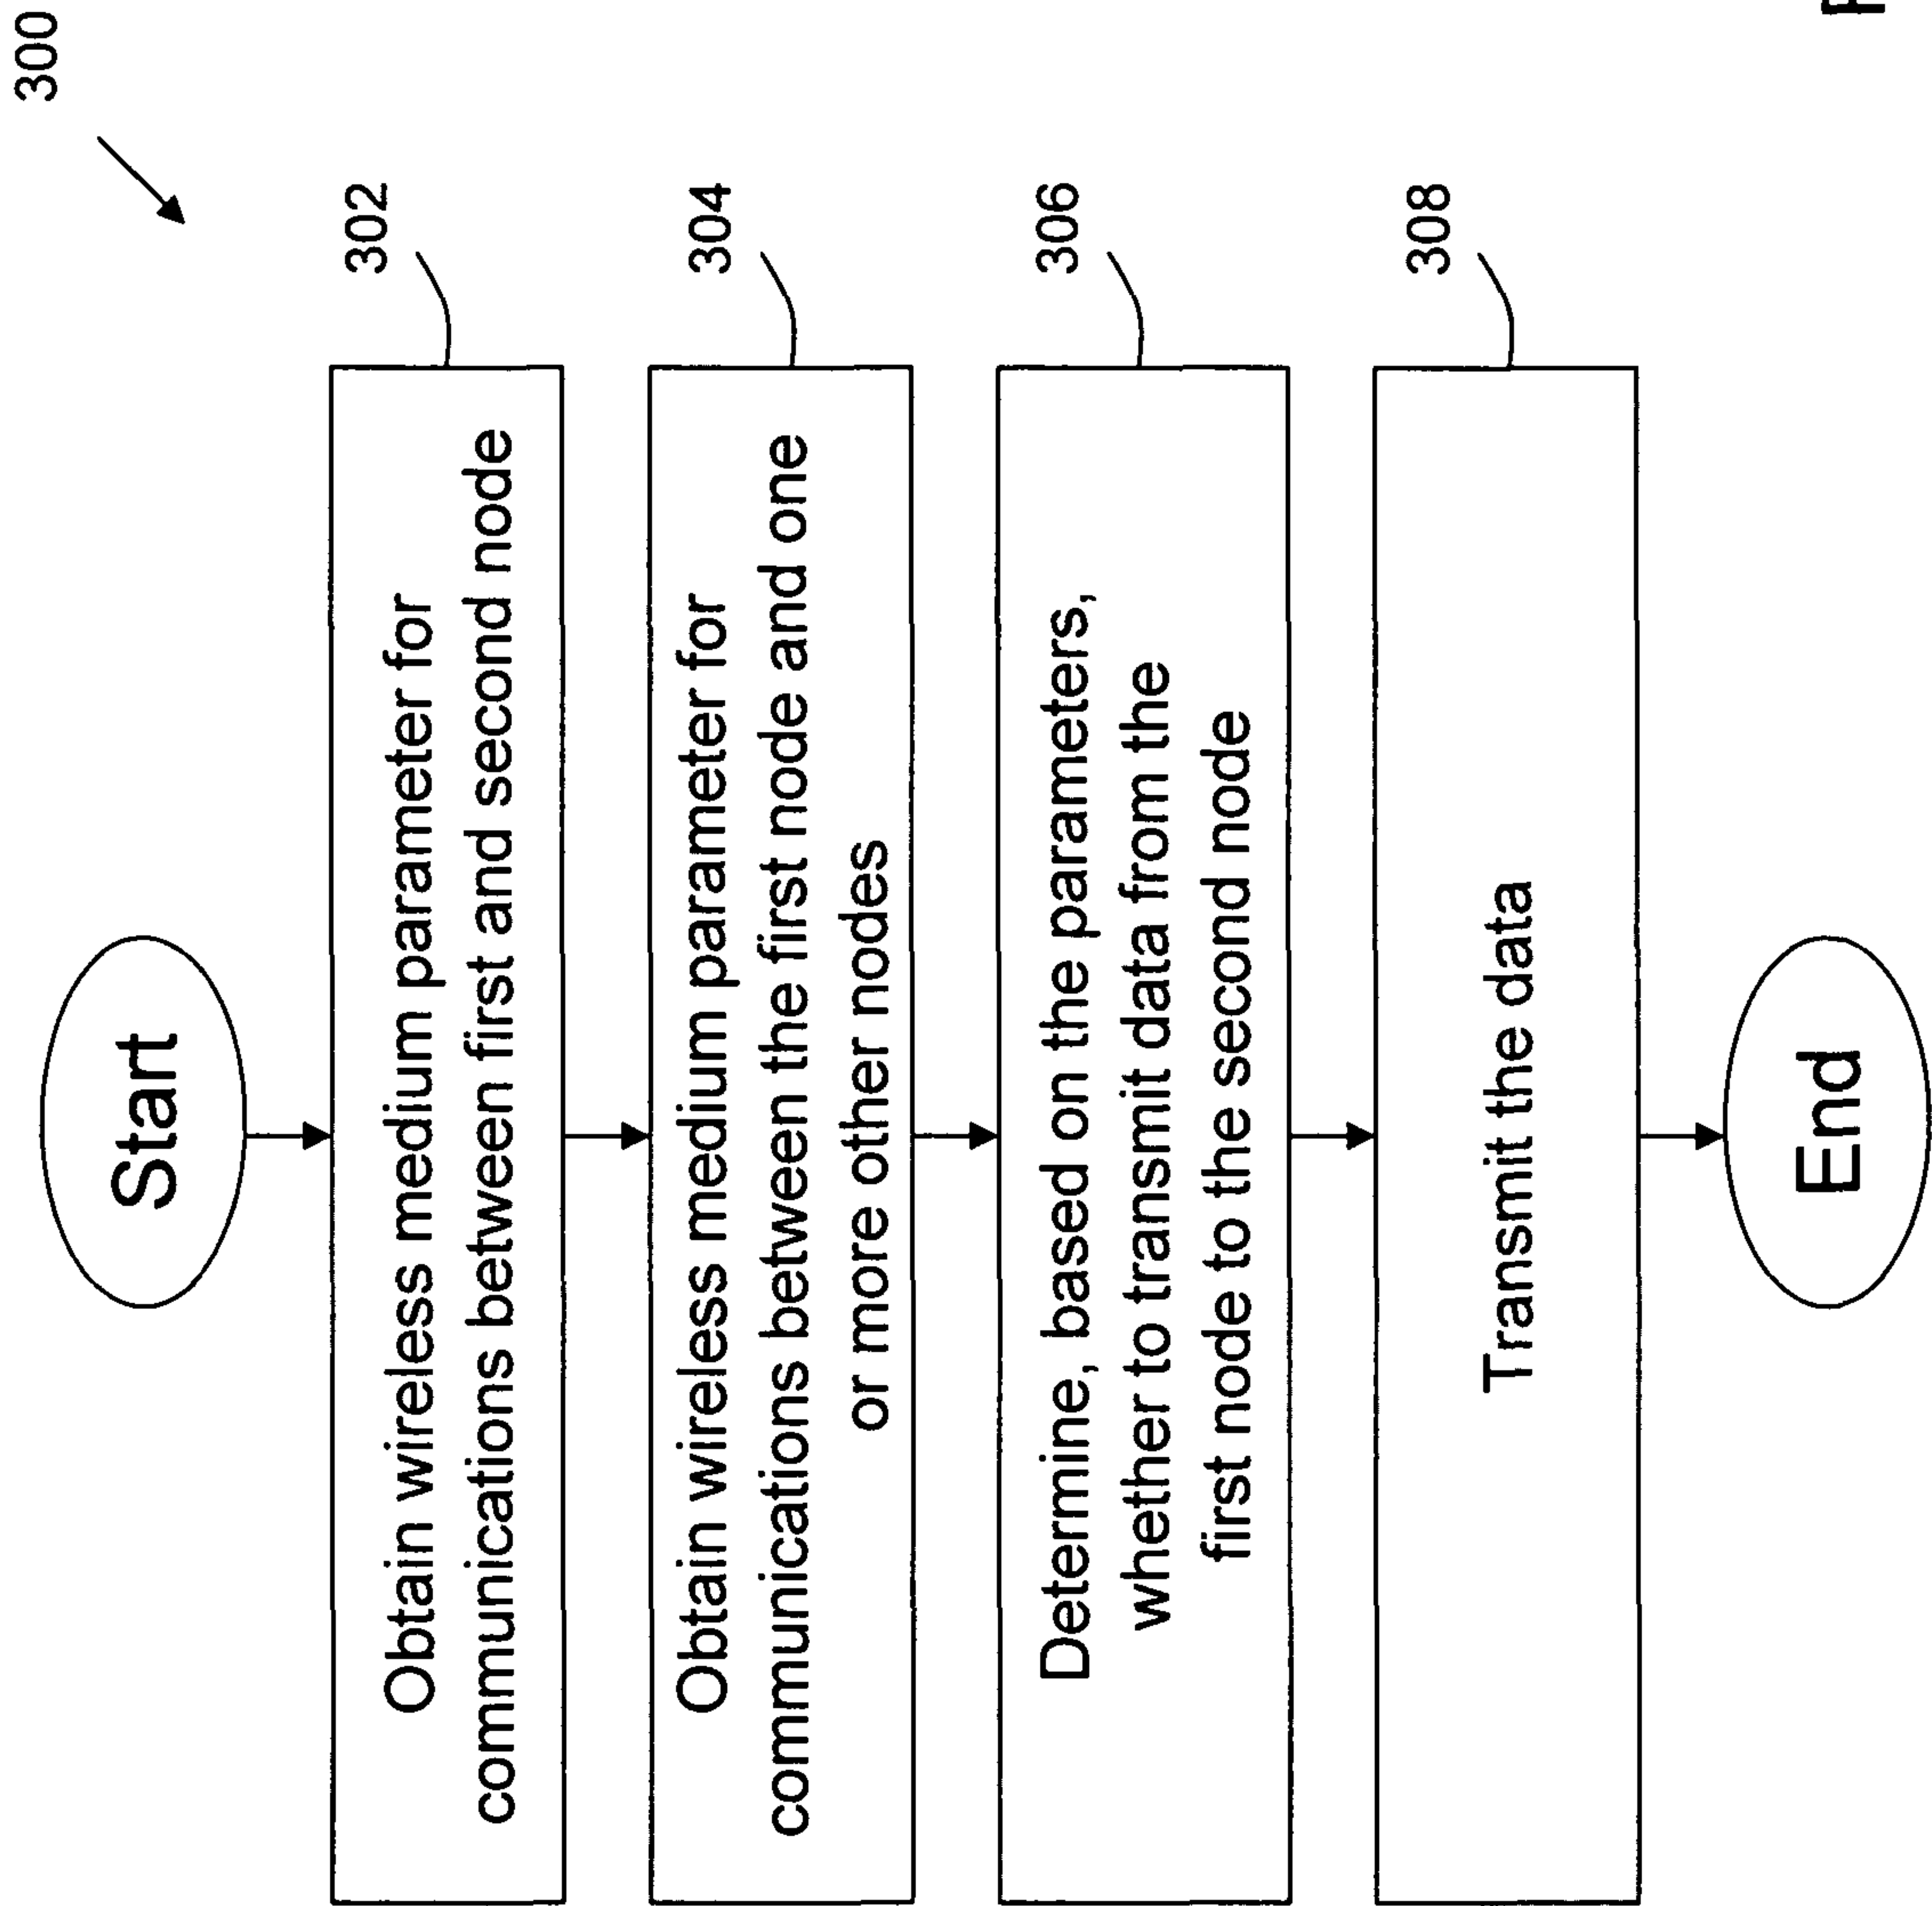 300
Start
302
Obtain wireless medium parameter for
communications between first and second node
304
Obtain wireless medium parameter for
communications between the first node and one
or more other nodes
306
Determine, based on the parameters,
whether to transmit data from the
first node to the second node
308
Transmit the data
End